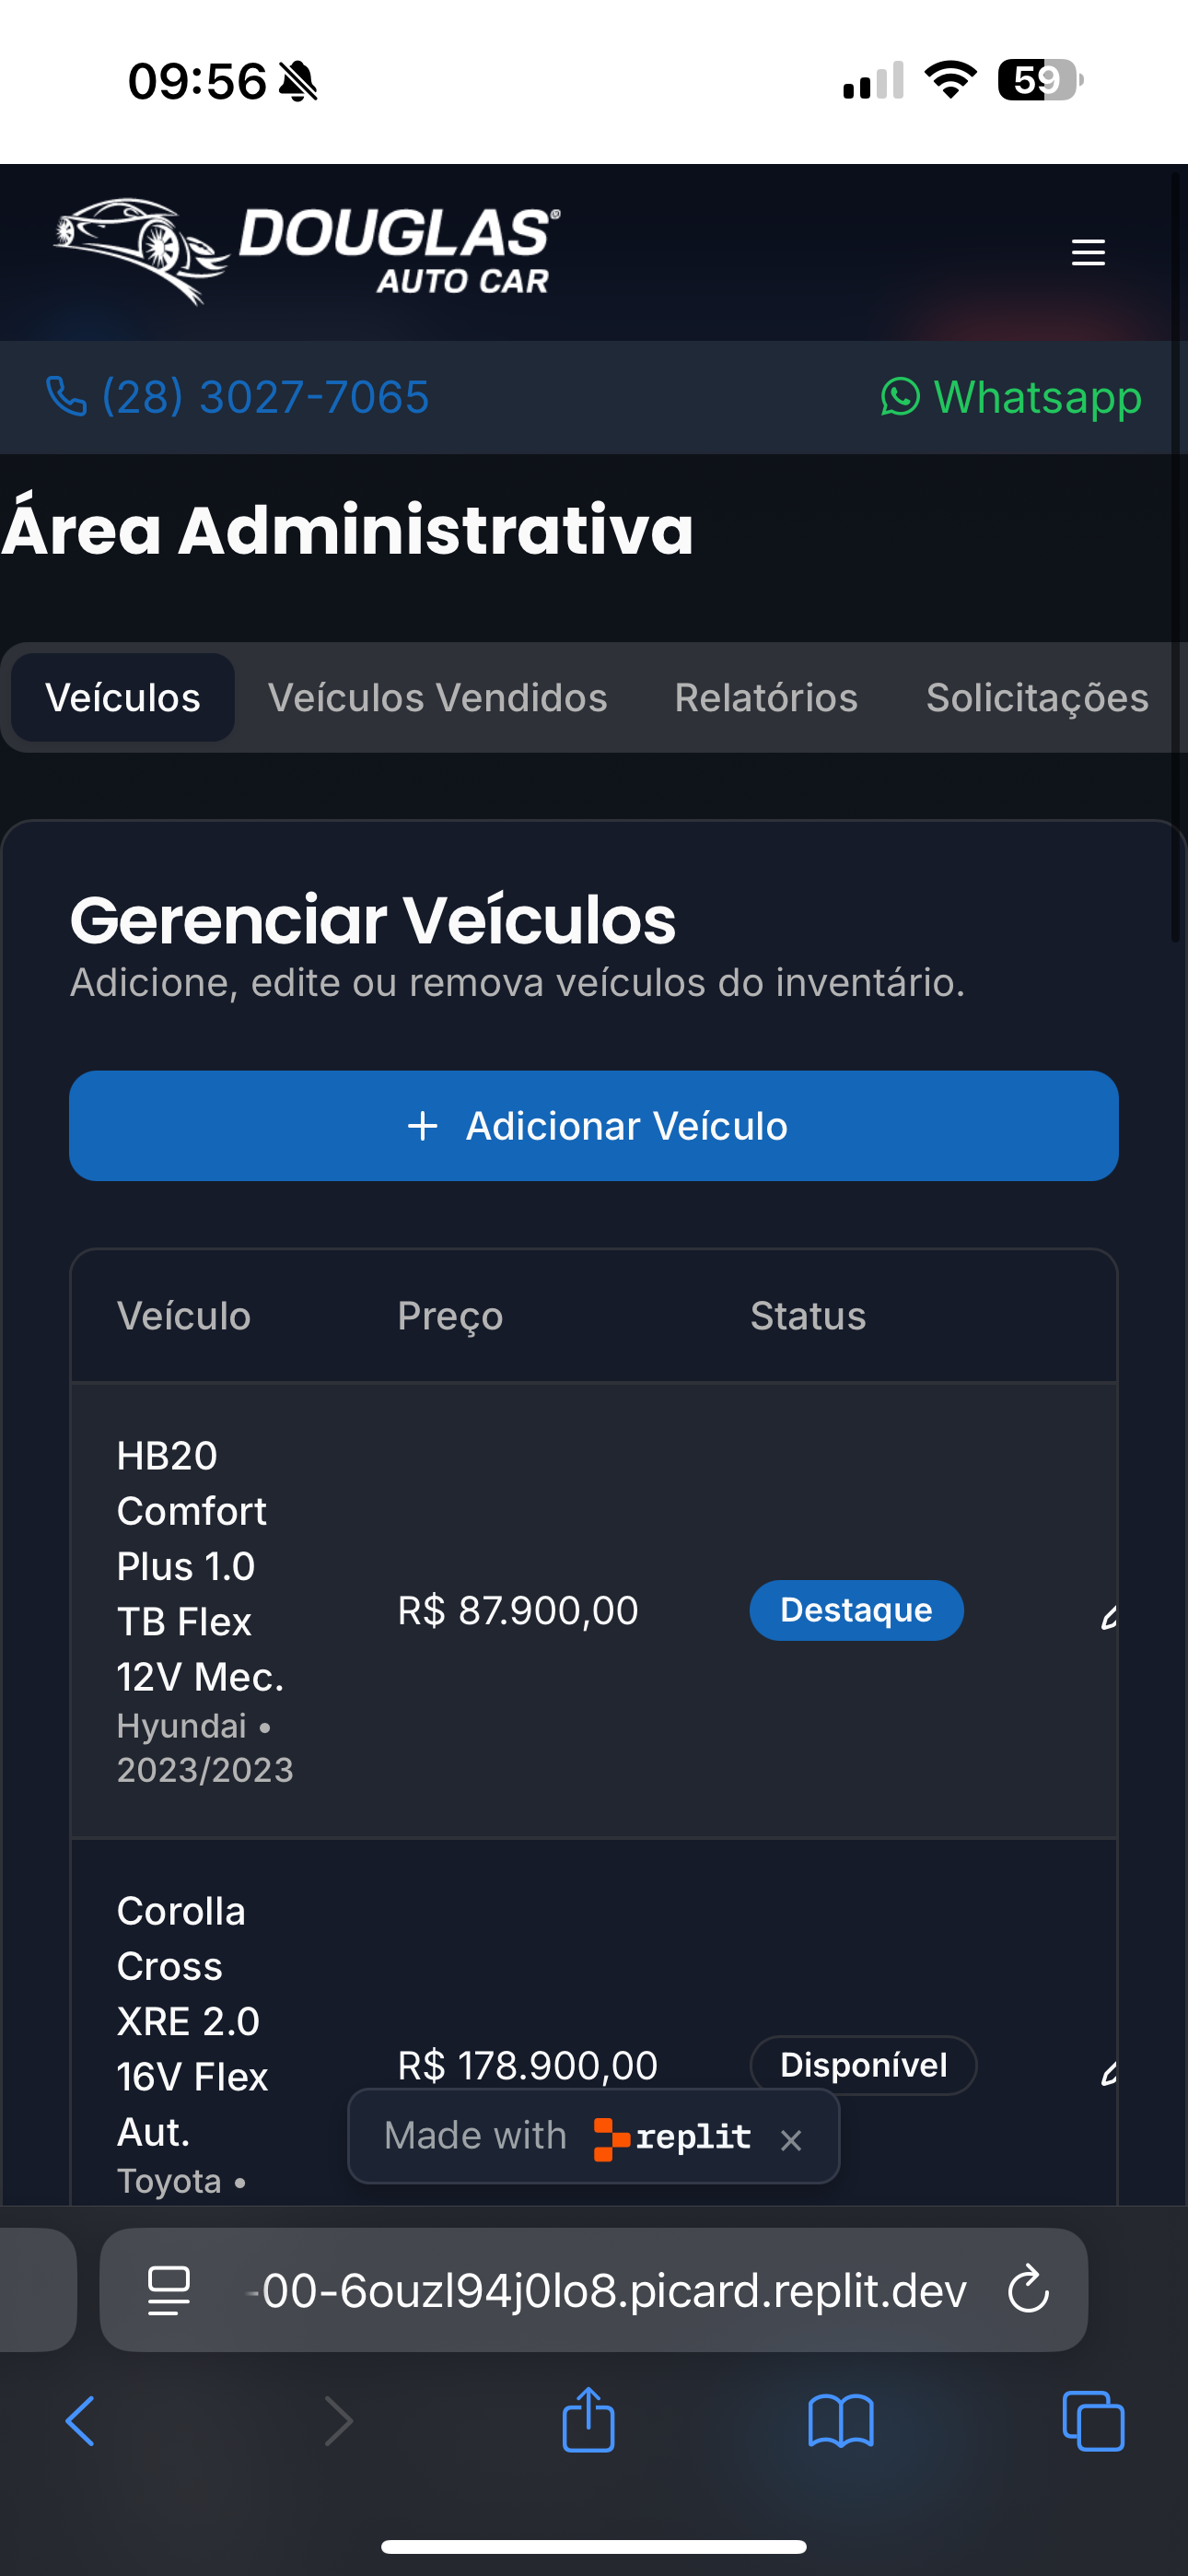 09:56
59
DOUGLAS®
AUTO CAR
(28) 3027-7065
Whatsapp
Área Administrativa
Veículos
Veículos Vendidos
Relatórios
Solicitações
Gerenciar Veículos
Adicione, edite ou remova veículos do inventário.
+ Adicionar Veículo
Veículo
Preço
Status
HB20
Comfort
Plus 1.0
TB Flex
12V Mec.
Hyundai •
2023/2023
R$ 87.900,00
Destaque
Corolla
Cross
XRE 2.0
16V Flex
Aut.
Toyota •
R$ 178.900,00
Disponível
Made with replit ×
-00-6ouzl94j0lo8.picard.replit.dev